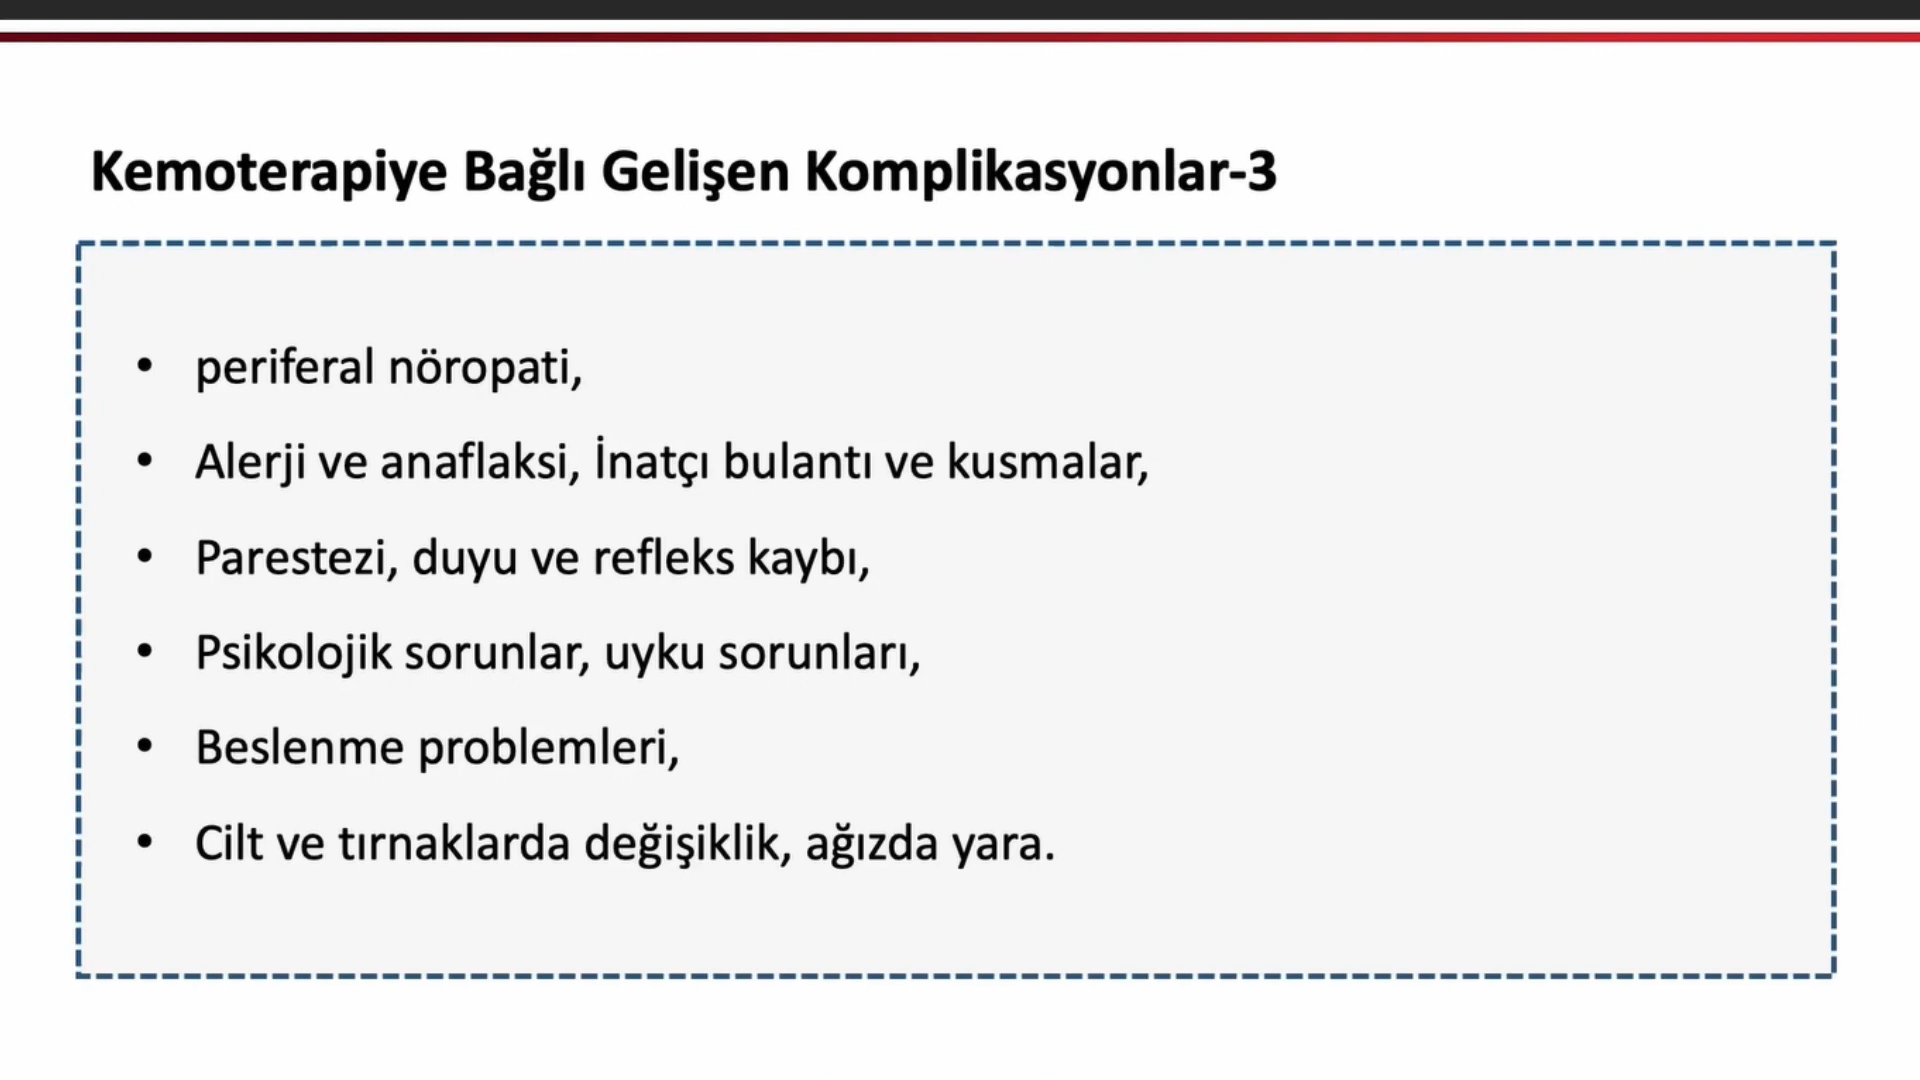 Kemoterapiye Bağlı Gelişen Komplikasyonlar-3
• periferal nöropati,
• Alerji ve anaflaksi, İnatçı bulantı ve kusmalar,
• Parestezi, duyu ve refleks kaybı,
• Psikolojik sorunlar, uyku sorunları,
• Beslenme problemleri,
• Cilt ve tırnaklarda değişiklik, ağızda yara.